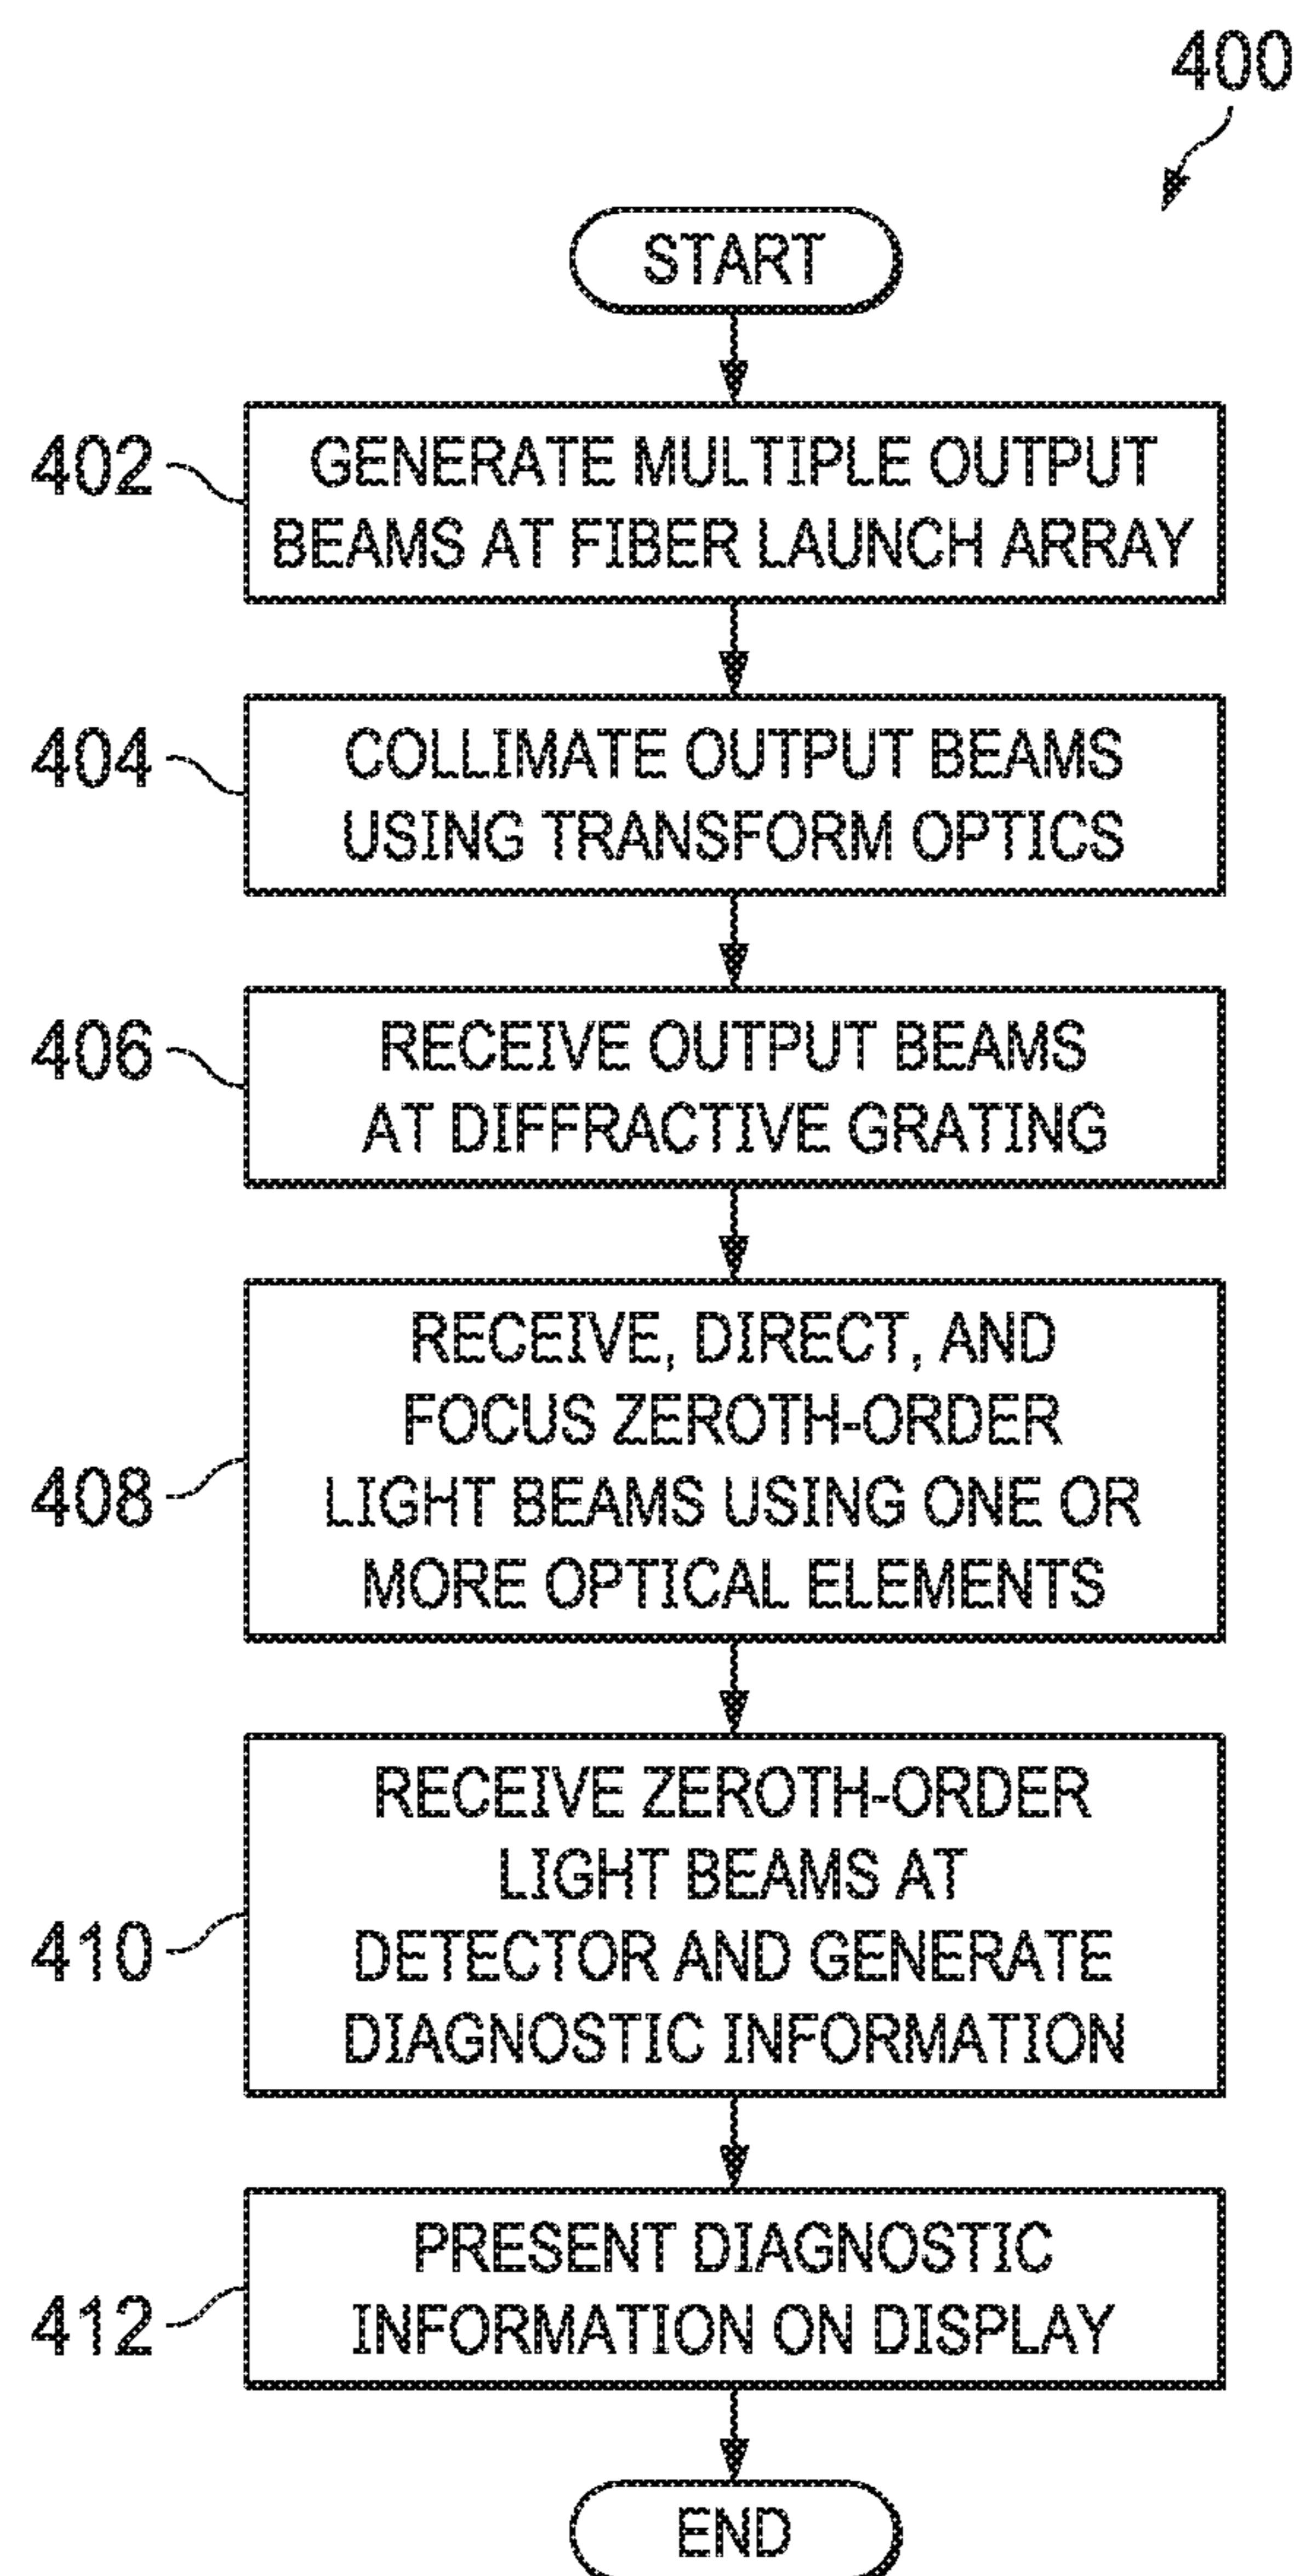 400
START
402
GENERATE MULTIPLE OUTPUT
BEAMS AT FIBER LAUNCH ARRAY
404
COLLIMATE OUTPUT BEAMS
USING TRANSFORM OPTICS
406
RECEIVE OUTPUT BEAMS
AT DIFFRACTIVE GRATING
408
RECEIVE, DIRECT, AND
FOCUS ZEROTH-ORDER
LIGHT BEAMS USING ONE OR
MORE OPTICAL ELEMENTS
410
RECEIVE ZEROTH-ORDER
LIGHT BEAMS AT
DETECTOR AND GENERATE
DIAGNOSTIC INFORMATION
412
PRESENT DIAGNOSTIC
INFORMATION ON DISPLAY
END